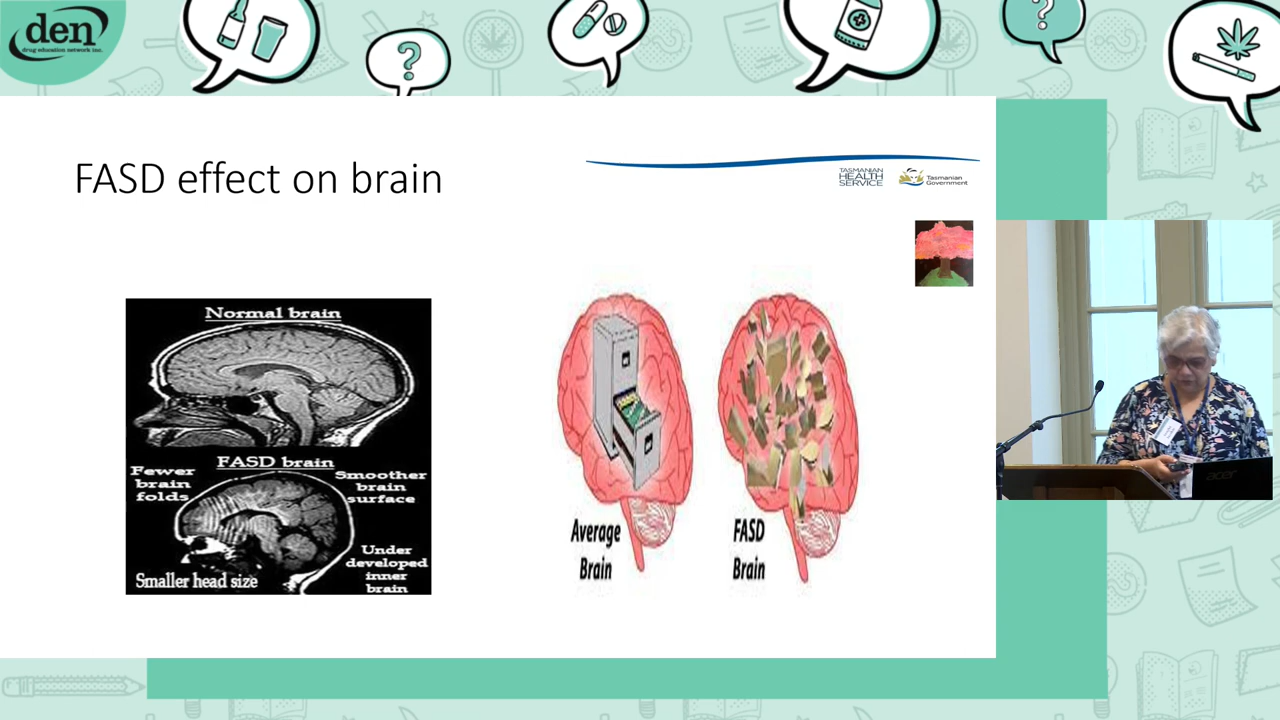 den
drug education network inc.
FASD effect on brain
TASMANIAN
HEALTH
SERVICE
Tasmanian
Government
Normal brain
FASD brain
Fewer
brain
folds
Smoother
brain
surface
Under
developed
inner
brain
Smaller head size
Average
Brain
FASD
Brain
acer